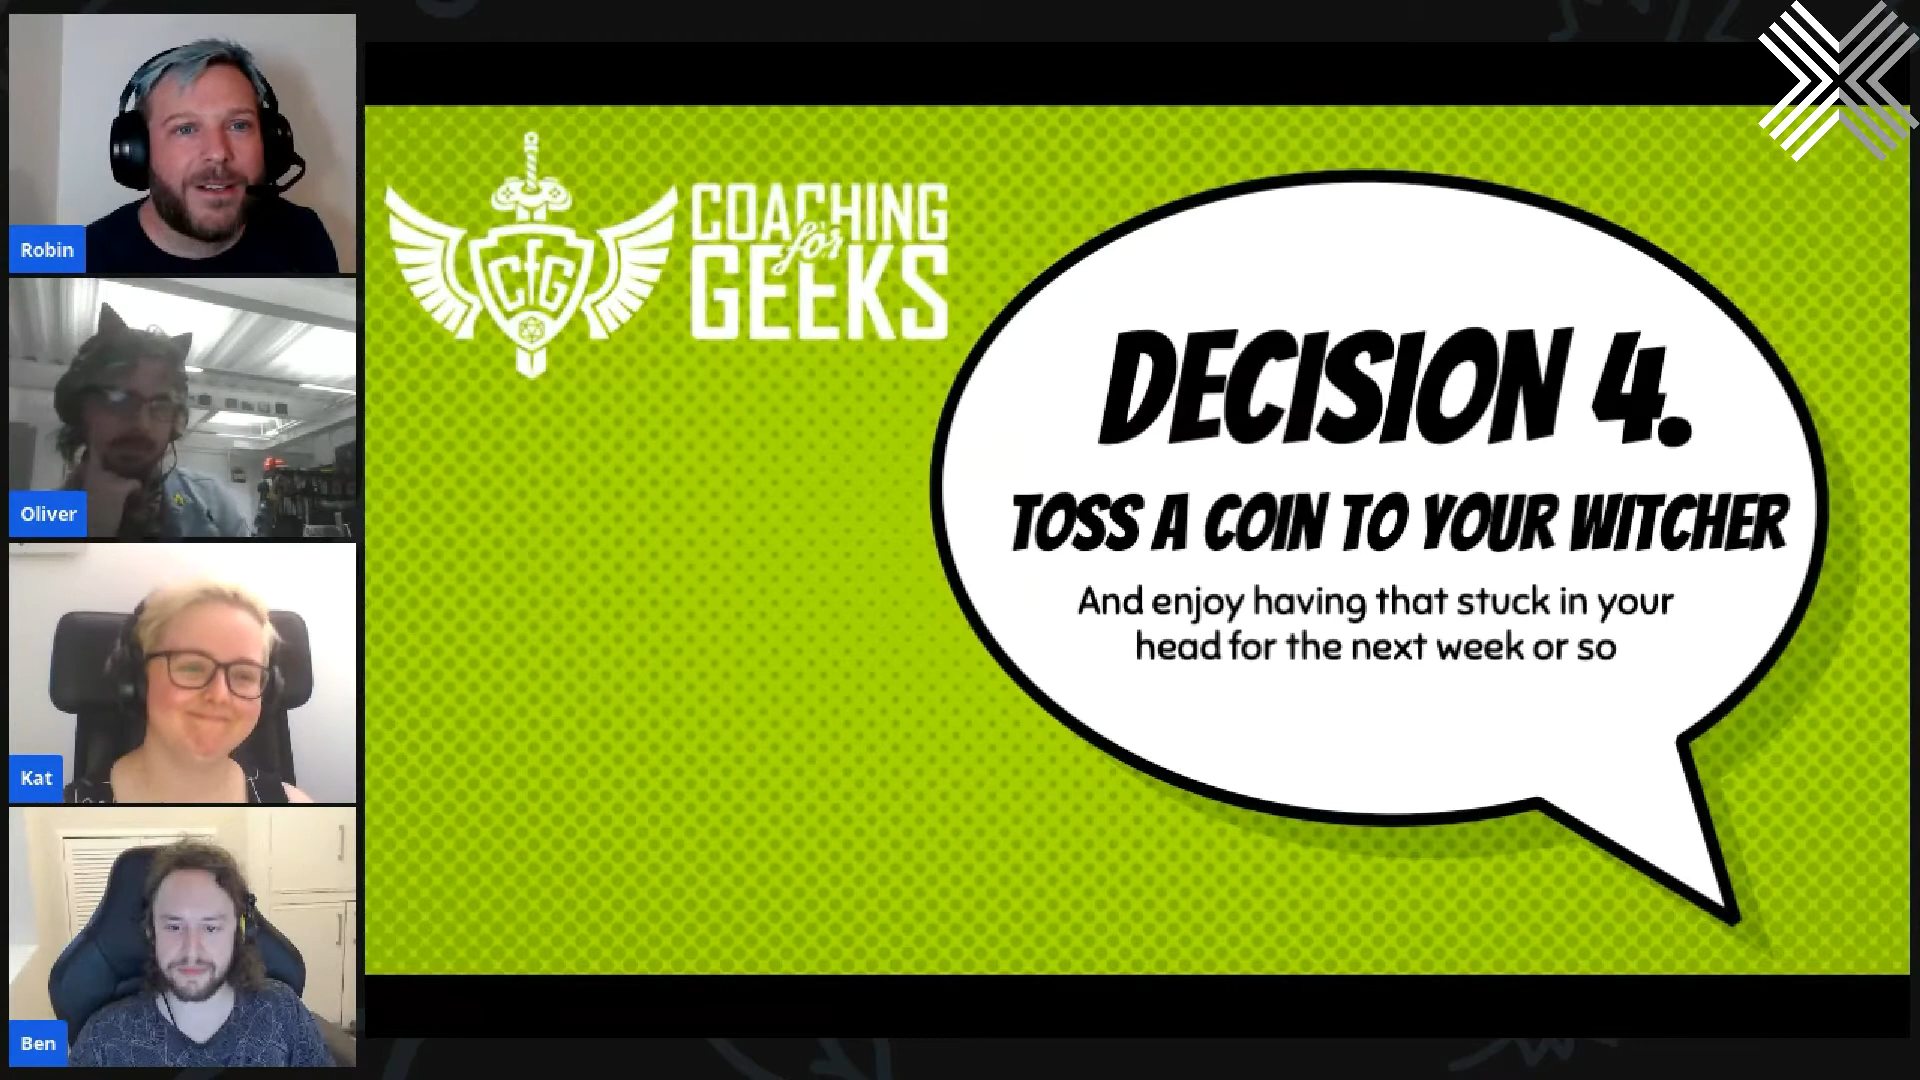 Robin
Oliver
Kat
Ben
CfG
COACHING
for
GEEKS
DECISION 4.
TOSS A COIN TO YOUR WITCHER
And enjoy having that stuck in your
head for the next week or so